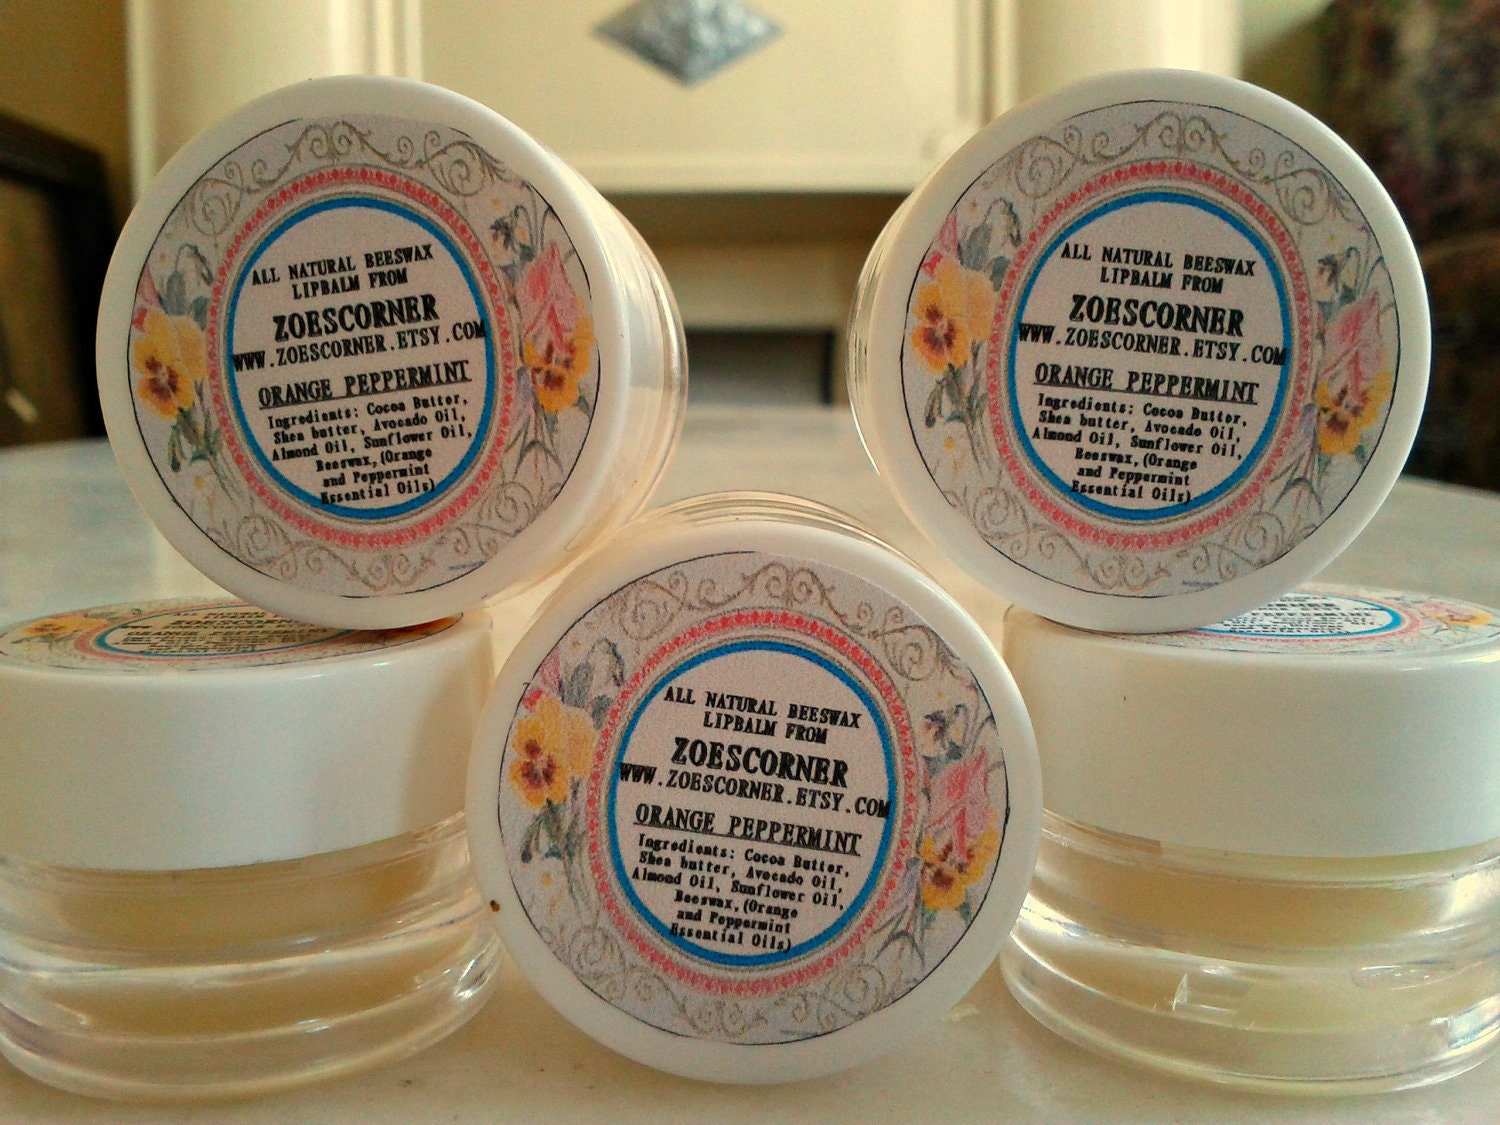 ALL NATURAL BEESWAX
LIPBALM FROM
ZOESCORNER
WWW.ZOESCORNER.ETSY.COM
ORANGE PEPPERMINT
Ingredients: Cocoa Butter,
Shea butter, Avocado Oil,
Almond Oil, Sunflower Oil,
Beeswax, (Orange
and Peppermint
Essential Oils)
ALL NATURAL BEESWAX
LIPBALM FROM
ZOESCORNER
WWW.ZOESCORNER.ETSY.COM
ORANGE PEPPERMINT
Ingredients: Cocoa Butter,
Shea butter, Avocado Oil,
Almond Oil, Sunflower Oil,
Beeswax, (Orange
and Peppermint
Essential Oils)
ZOESCORNER
ORANGE PEPPERMINT
ALL NATURAL BEESWAX
LIPBALM FROM
ZOESCORNER
WWW.ZOESCORNER.ETSY.COM
ORANGE PEPPERMINT
Ingredients: Cocoa Butter,
Shea butter, Avocado Oil,
Almond Oil, Sunflower Oil,
Beeswax, (Orange
and Peppermint
Essential Oils)